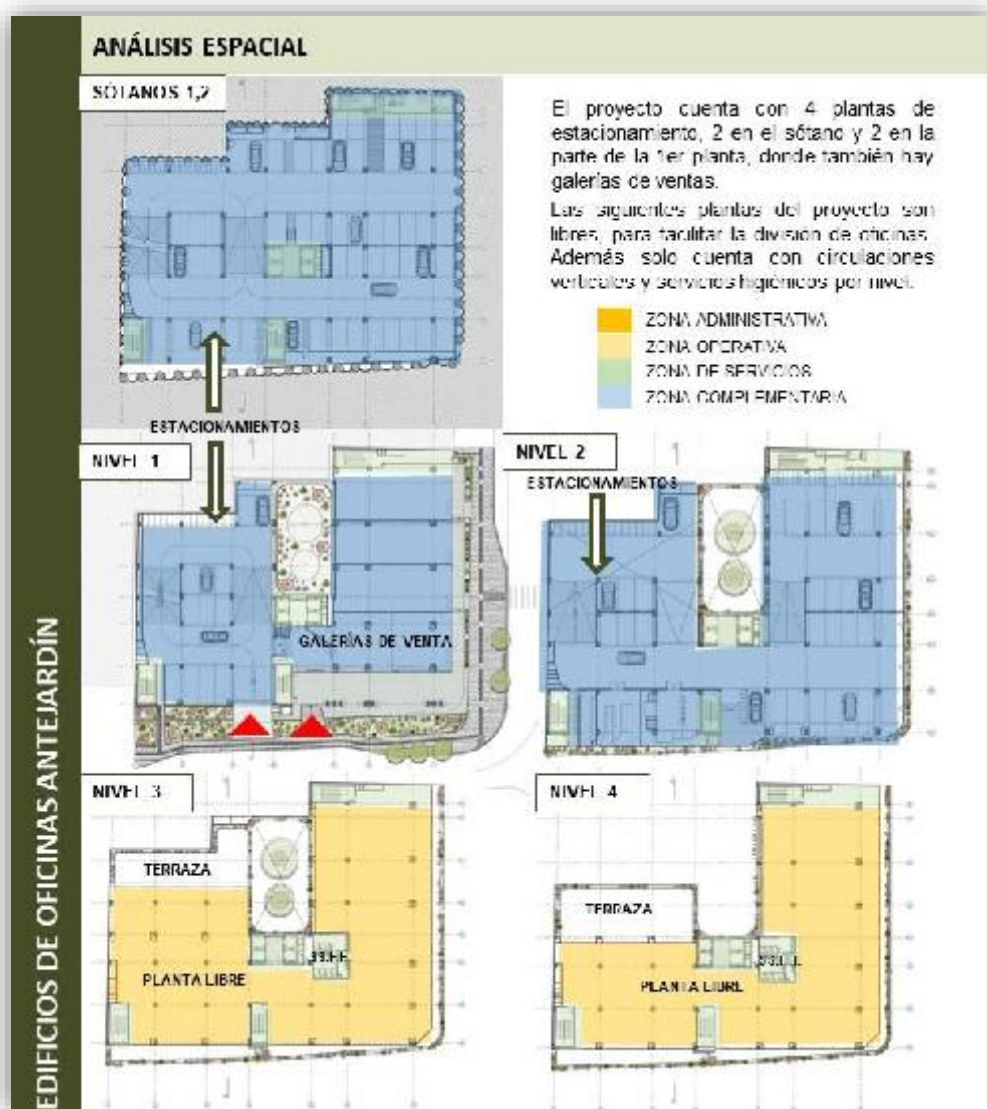 ANÁLISIS ESPACIAL
SÓTANOS 1,2
El proyecto cuenta con 4 plantas de
estacionamiento, 2 en el sótano y 2 en la
parte de la 1er planta, donde también hay
galerías de ventas.
Las siguientes plantas del proyecto son
libres, para facilitar la división de oficinas.
Además solo cuenta con circulaciones
verticales y servicios higiénicos por nivel.
ZONA ADMINISTRATIVA
ZONA OPERATIVA
ZONA DE SERVICIOS
ZONA COMPLEMENTARIA
ESTACIONAMIENTOS
NIVEL 1
GALERÍAS DE VENTA
NIVEL 2
ESTACIONAMIENTOS
NIVEL 3
TERRAZA
SS.HH.
PLANTA LIBRE
NIVEL 4
TERRAZA
PLANTA LIBRE
EDIFICIOS DE OFICINAS ANTEJARDÍN